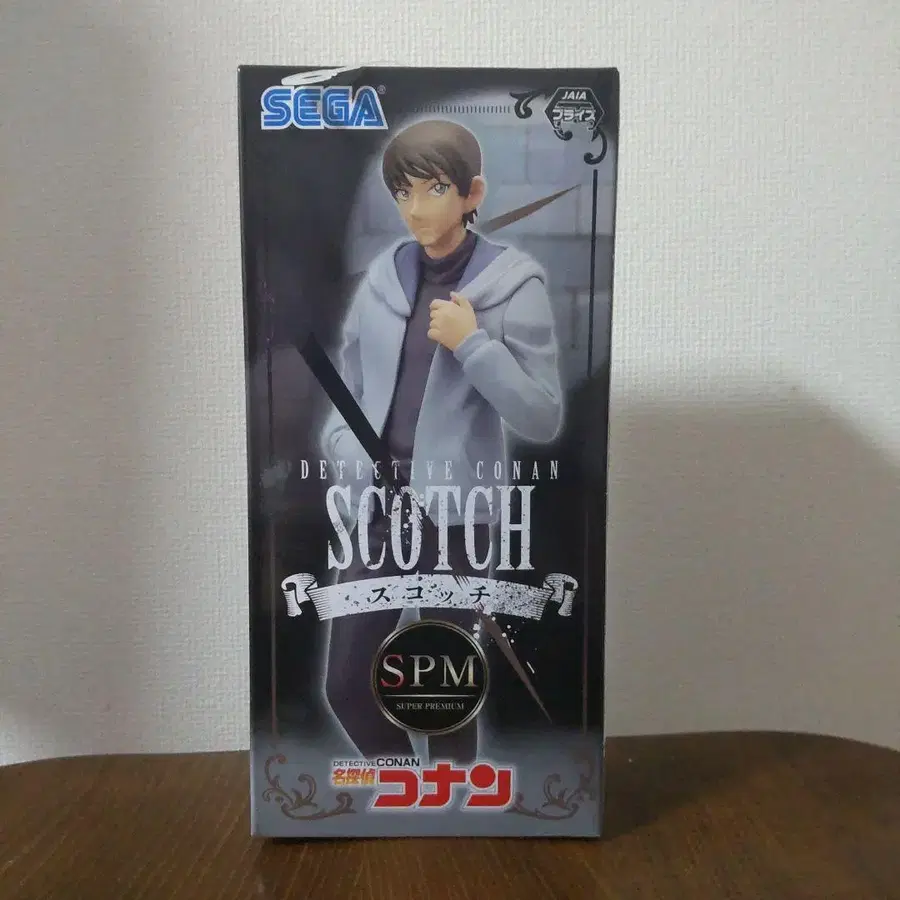 SEGA®
JAIA
プライズ
DETECTIVE CONAN
SCOTCH
スコッチ
SPM
SUPER PREMIUM
DETECTIVE CONAN
名探偵コナン